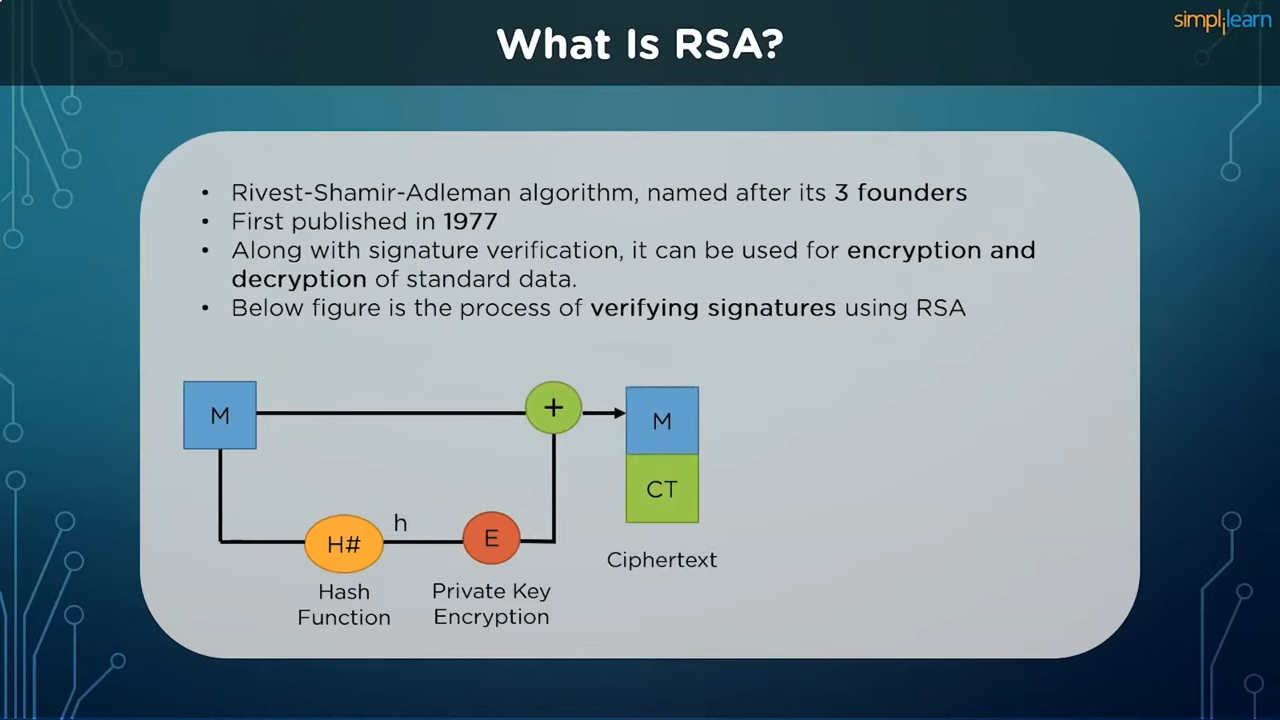 simplilearn
What Is RSA?
• Rivest-Shamir-Adleman algorithm, named after its 3 founders
• First published in 1977
• Along with signature verification, it can be used for encryption and
decryption of standard data.
• Below figure is the process of verifying signatures using RSA
M
+
M
CT
h
H#
E
Ciphertext
Hash
Function
Private Key
Encryption